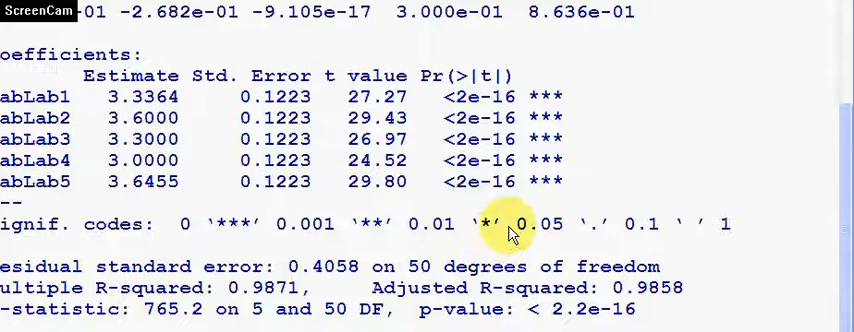 ScreenCam
-01 -2.682e-01 -9.105e-17 3.000e-01 8.636e-01
oefficients:
Estimate Std. Error t value Pr(>|t|)
abLab1 3.3364 0.1223 27.27 <2e-16 ***
abLab2 3.6000 0.1223 29.43 <2e-16 ***
abLab3 3.3000 0.1223 26.97 <2e-16 ***
abLab4 3.0000 0.1223 24.52 <2e-16 ***
abLab5 3.6455 0.1223 29.80 <2e-16 ***
--
ignif. codes: 0 ‘***’ 0.001 ‘**’ 0.01 ‘*’ 0.05 ‘.’ 0.1 ‘ ’ 1
esidual standard error: 0.4058 on 50 degrees of freedom
ultiple R-squared: 0.9871, Adjusted R-squared: 0.9858
-statistic: 765.2 on 5 and 50 DF, p-value: < 2.2e-16